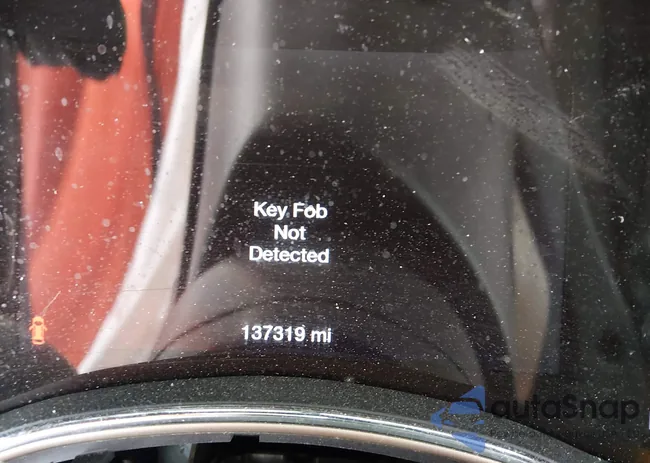 Key Fob
Not
Detected
137319 mi
autoSnap